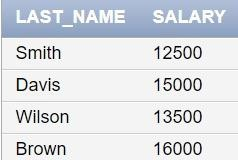 LAST_NAME SALARY
Smith 12500
Davis 15000
Wilson 13500
Brown 16000